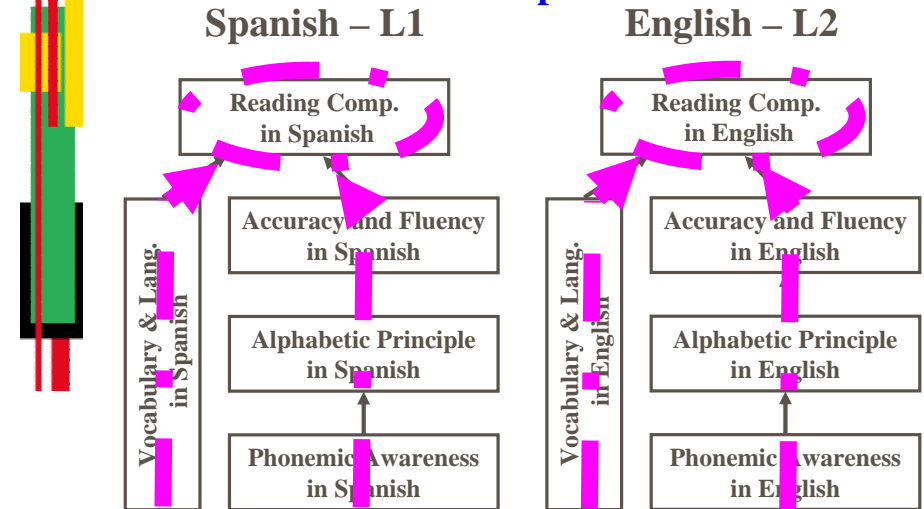 Spanish – L1
English – L2
Reading Comp.
in Spanish
Reading Comp.
in English
Vocabulary & Lang.
in Spanish
Accuracy and Fluency
in Spanish
Alphabetic Principle
in Spanish
Phonemic Awareness
in Spanish
Vocabulary & Lang.
in English
Accuracy and Fluency
in English
Alphabetic Principle
in English
Phonemic Awareness
in English